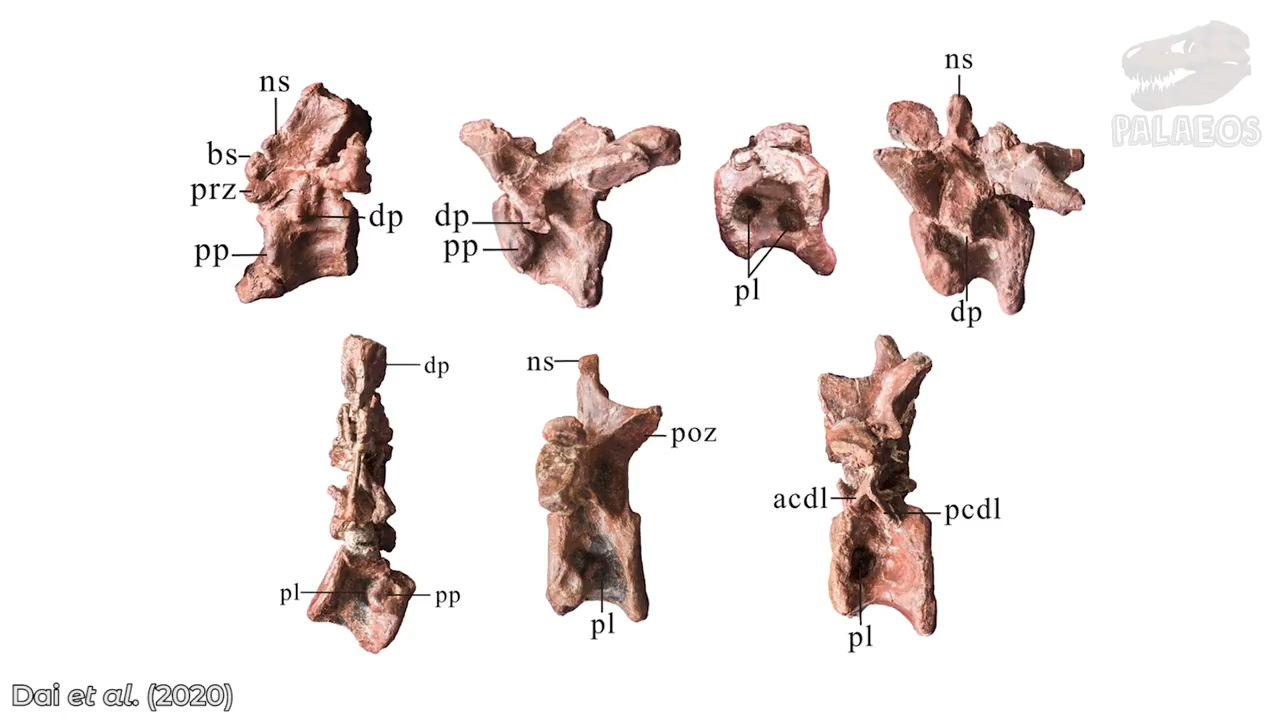 ns
bs
prz
dp
pp
dp
pp
pl
ns
dp
PALAEOS
dp
pl
pp
ns
poz
pl
acdl
pcdl
pl
Dai et al. (2020)